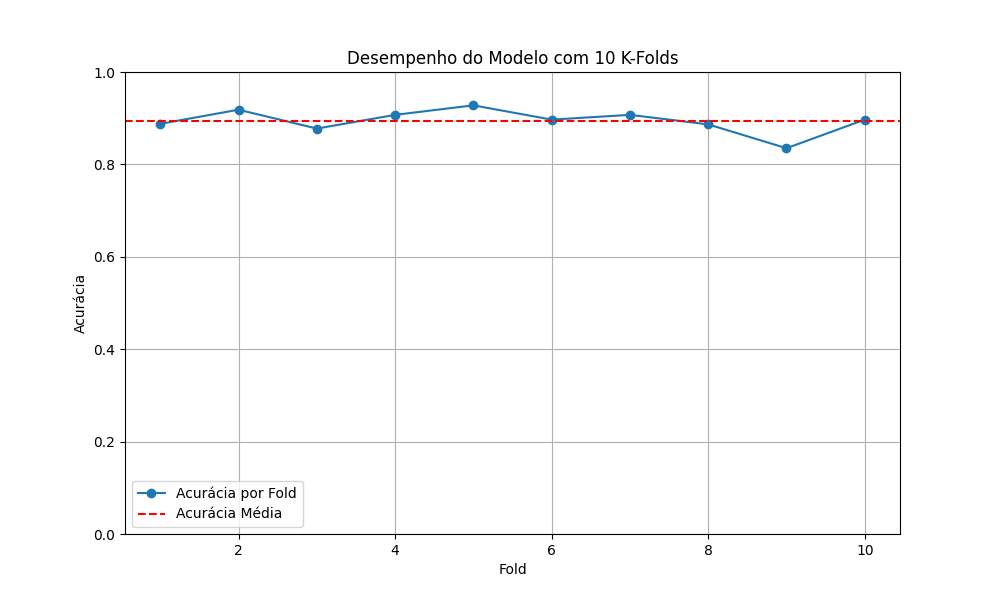 Desempenho do Modelo com 10 K-Folds
1.0
0.8
0.6
0.4
0.2
0.0
Acurácia
Acurácia por Fold
Acurácia Média
2 4 6 8 10
Fold